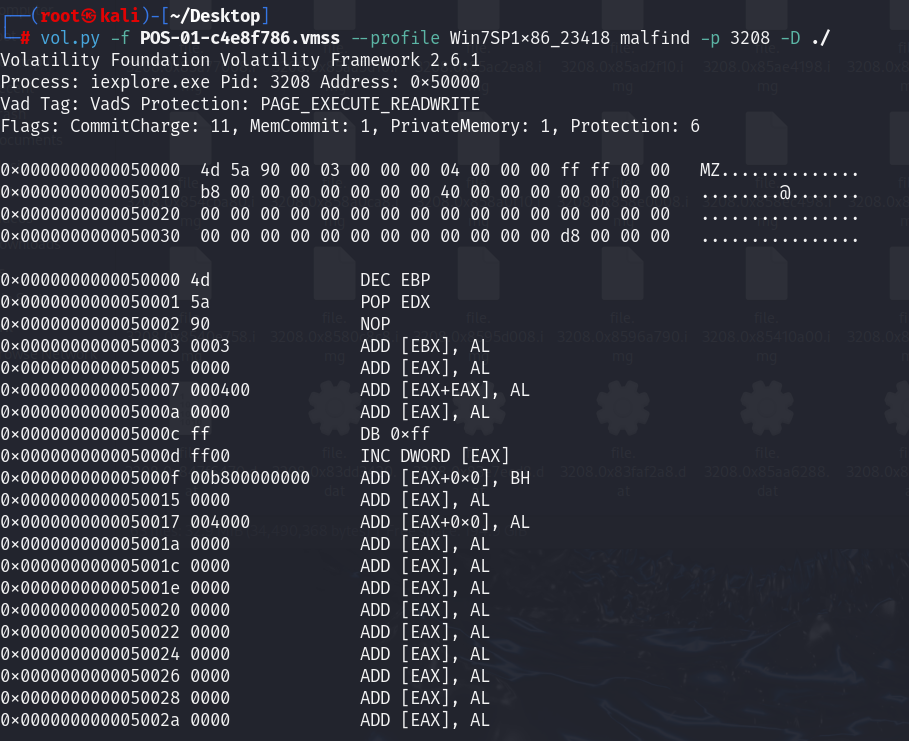 ┌──(root㉿kali)-[~/Desktop]
└─# vol.py -f POS-01-c4e8f786.vmss --profile Win7SP1×86_23418 malfind -p 3208 -D ./
Volatility Foundation Volatility Framework 2.6.1
Process: iexplore.exe Pid: 3208 Address: 0×50000
Vad Tag: VadS Protection: PAGE_EXECUTE_READWRITE
Flags: CommitCharge: 11, MemCommit: 1, PrivateMemory: 1, Protection: 6
0×0000000000050000  4d 5a 90 00 03 00 00 00 04 00 00 00 ff ff 00 00   MZ..............
0×0000000000050010  b8 00 00 00 00 00 00 00 40 00 00 00 00 00 00 00   ........@.......
0×0000000000050020  00 00 00 00 00 00 00 00 00 00 00 00 00 00 00 00   ................
0×0000000000050030  00 00 00 00 00 00 00 00 00 00 00 00 d8 00 00 00   ................
0×0000000000050000 4d               DEC EBP
0×0000000000050001 5a               POP EDX
0×0000000000050002 90               NOP
0×0000000000050003 0003             ADD [EBX], AL
0×0000000000050005 0000             ADD [EAX], AL
0×0000000000050007 000400           ADD [EAX+EAX], AL
0×000000000005000a 0000             ADD [EAX], AL
0×000000000005000c ff               DB 0×ff
0×000000000005000d ff00             INC DWORD [EAX]
0×000000000005000f 00b800000000     ADD [EAX+0×0], BH
0×0000000000050015 0000             ADD [EAX], AL
0×0000000000050017 004000           ADD [EAX+0×0], AL
0×000000000005001a 0000             ADD [EAX], AL
0×000000000005001c 0000             ADD [EAX], AL
0×000000000005001e 0000             ADD [EAX], AL
0×0000000000050020 0000             ADD [EAX], AL
0×0000000000050022 0000             ADD [EAX], AL
0×0000000000050024 0000             ADD [EAX], AL
0×0000000000050026 0000             ADD [EAX], AL
0×0000000000050028 0000             ADD [EAX], AL
0×000000000005002a 0000             ADD [EAX], AL